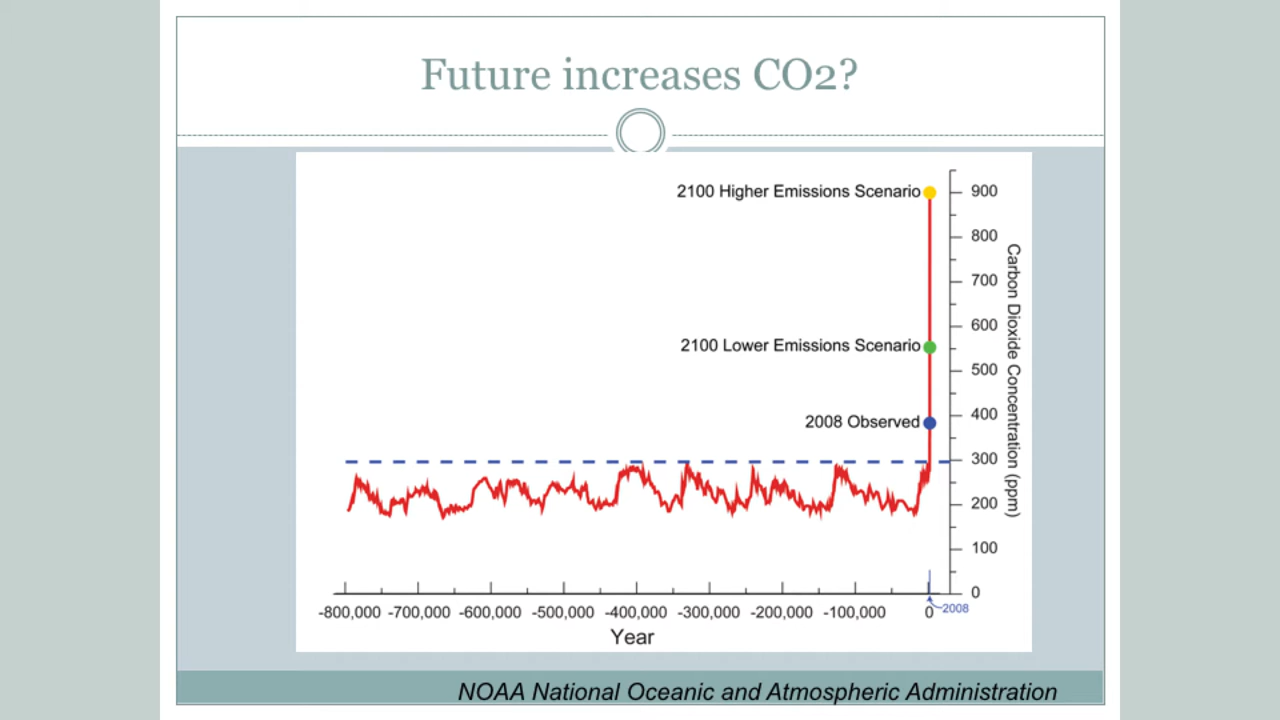 Future increases CO2?
2100 Higher Emissions Scenario
2100 Lower Emissions Scenario
2008 Observed
900
800
700
600
500
400
300
200
100
0
Carbon Dioxide Concentration (ppm)
-800,000 -700,000 -600,000 -500,000 -400,000 -300,000 -200,000 -100,000 0 2008
Year
NOAA National Oceanic and Atmospheric Administration